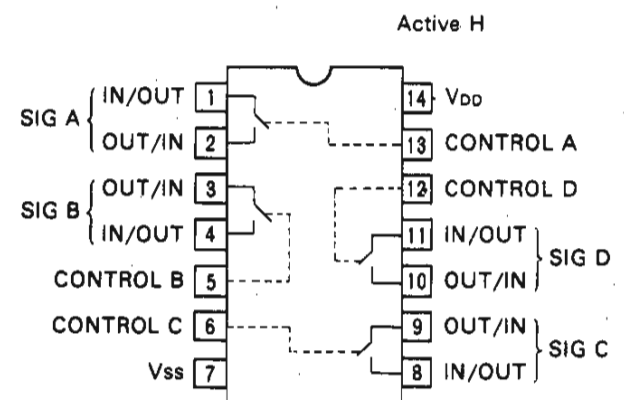 Active H
SIG A
IN/OUT 1
OUT/IN 2
SIG B
OUT/IN 3
IN/OUT 4
CONTROL B 5
CONTROL C 6
Vss 7
14 VDD
13 CONTROL A
12 CONTROL D
11 IN/OUT
10 OUT/IN
SIG D
9 OUT/IN
8 IN/OUT
SIG C